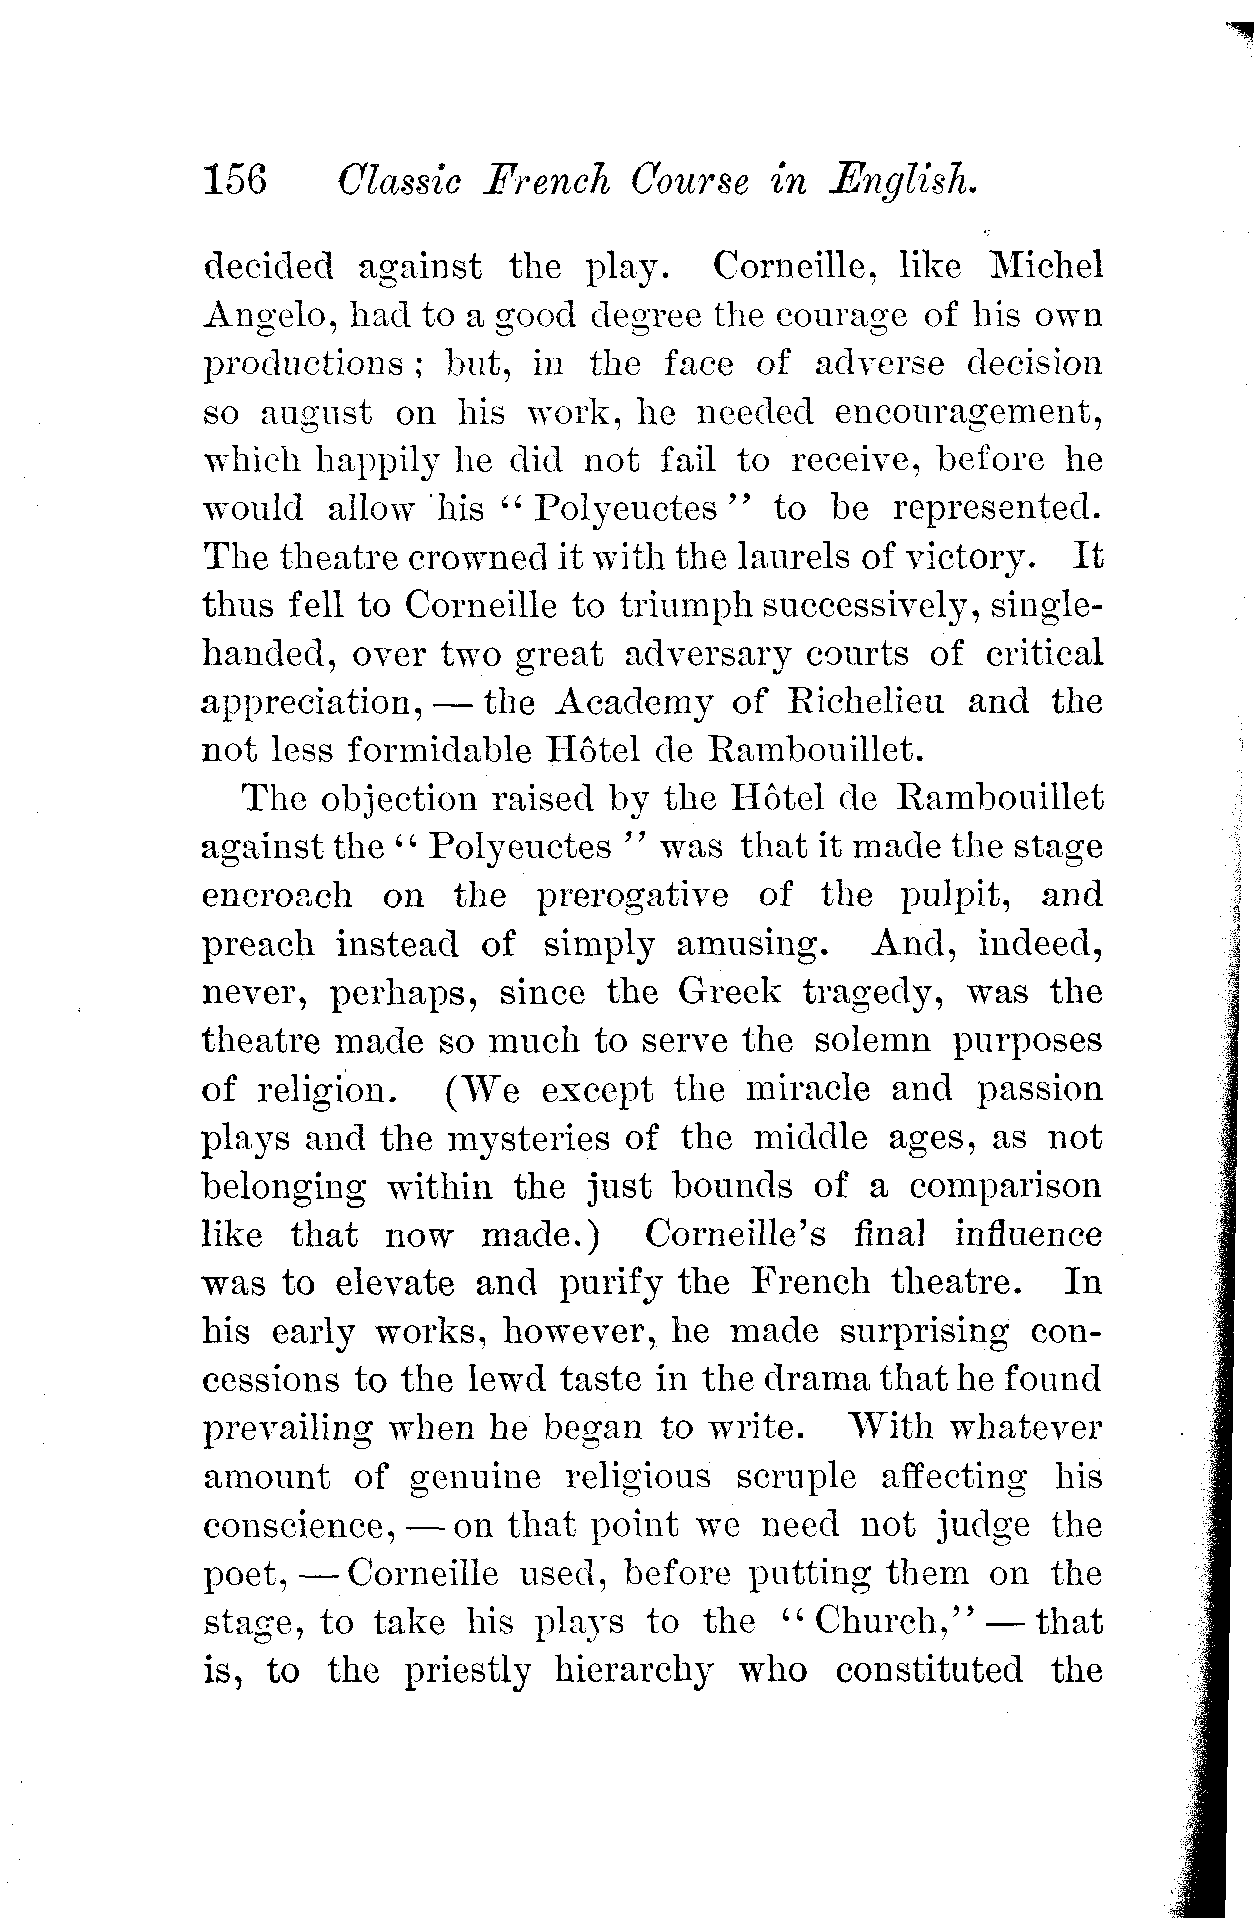 156 Classic French Course in English.
decided against the play. Corneille, like Michel
Angelo, had to a good degree the courage of his own
productions ; but, in the face of adverse decision
so august on his work, he needed encouragement,
which happily he did not fail to receive, before he
would allow his “ Polyeuctes ” to be represented.
The theatre crowned it with the laurels of victory. It
thus fell to Corneille to triumph successively, single-
handed, over two great adversary courts of critical
appreciation, — the Academy of Richelieu and the
not less formidable Hôtel de Rambouillet.
The objection raised by the Hôtel de Rambouillet
against the “ Polyeuctes ” was that it made the stage
encroach on the prerogative of the pulpit, and
preach instead of simply amusing. And, indeed,
never, perhaps, since the Greek tragedy, was the
theatre made so much to serve the solemn purposes
of religion. (We except the miracle and passion
plays and the mysteries of the middle ages, as not
belonging within the just bounds of a comparison
like that now made.) Corneille’s final influence
was to elevate and purify the French theatre. In
his early works, however, he made surprising con-
cessions to the lewd taste in the drama that he found
prevailing when he began to write. With whatever
amount of genuine religious scruple affecting his
conscience, — on that point we need not judge the
poet, — Corneille used, before putting them on the
stage, to take his plays to the “ Church,” — that
is, to the priestly hierarchy who constituted the